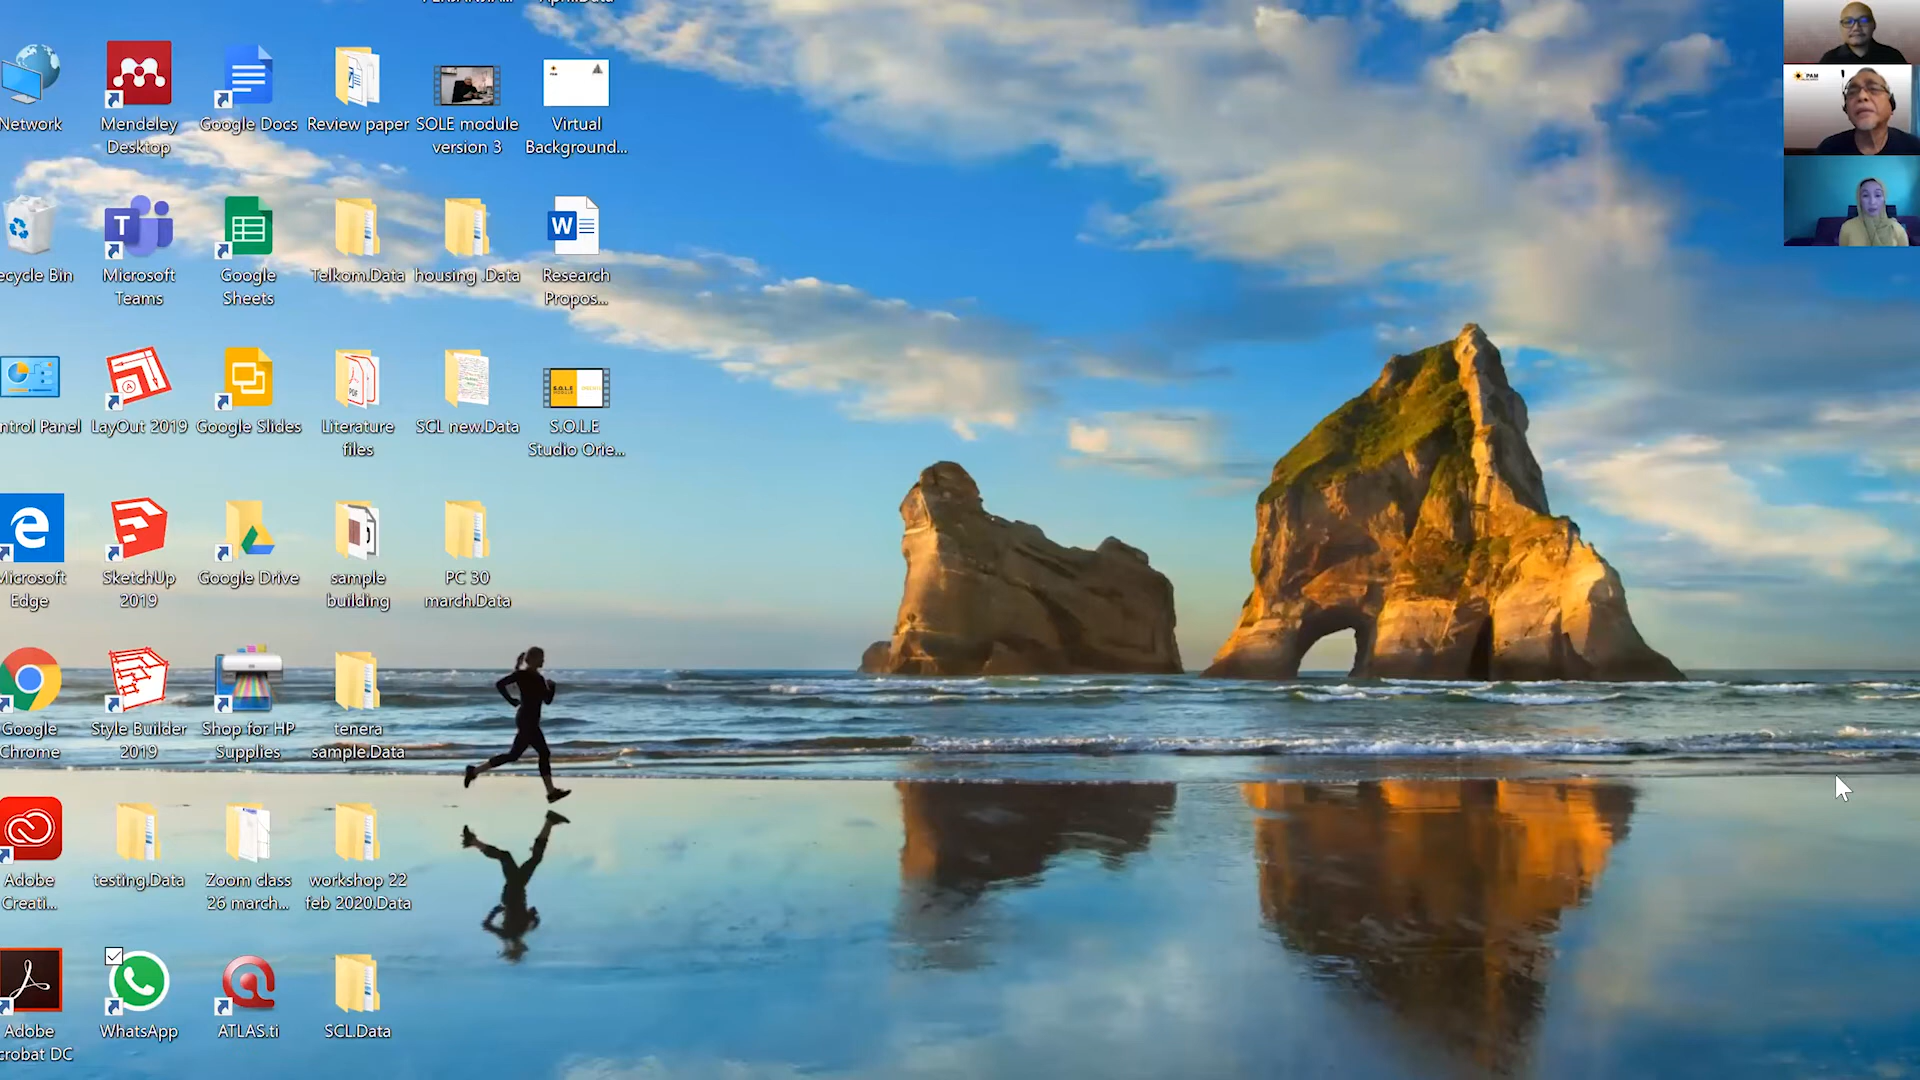 Network
Mendeley
Desktop
Google Docs
Review paper
SOLE module
version 3
Virtual
Background...
PAM
ecycle Bin
Microsoft
Teams
Google
Sheets
Telkom.Data
housing .Data
Research
Propos...
ntrol Panel
LayOut 2019
Google Slides
Literature
files
SCL new.Data
S.O.L.E
Studio Orie...
Microsoft
Edge
SketchUp
2019
Google Drive
sample
building
PC 30
march.Data
Google
Chrome
Style Builder
2019
Shop for HP
Supplies
tenera
sample.Data
Adobe
Creati...
testing.Data
Zoom class
26 march...
workshop 22
feb 2020.Data
Adobe
crobat DC
WhatsApp
ATLAS.ti
SCL.Data